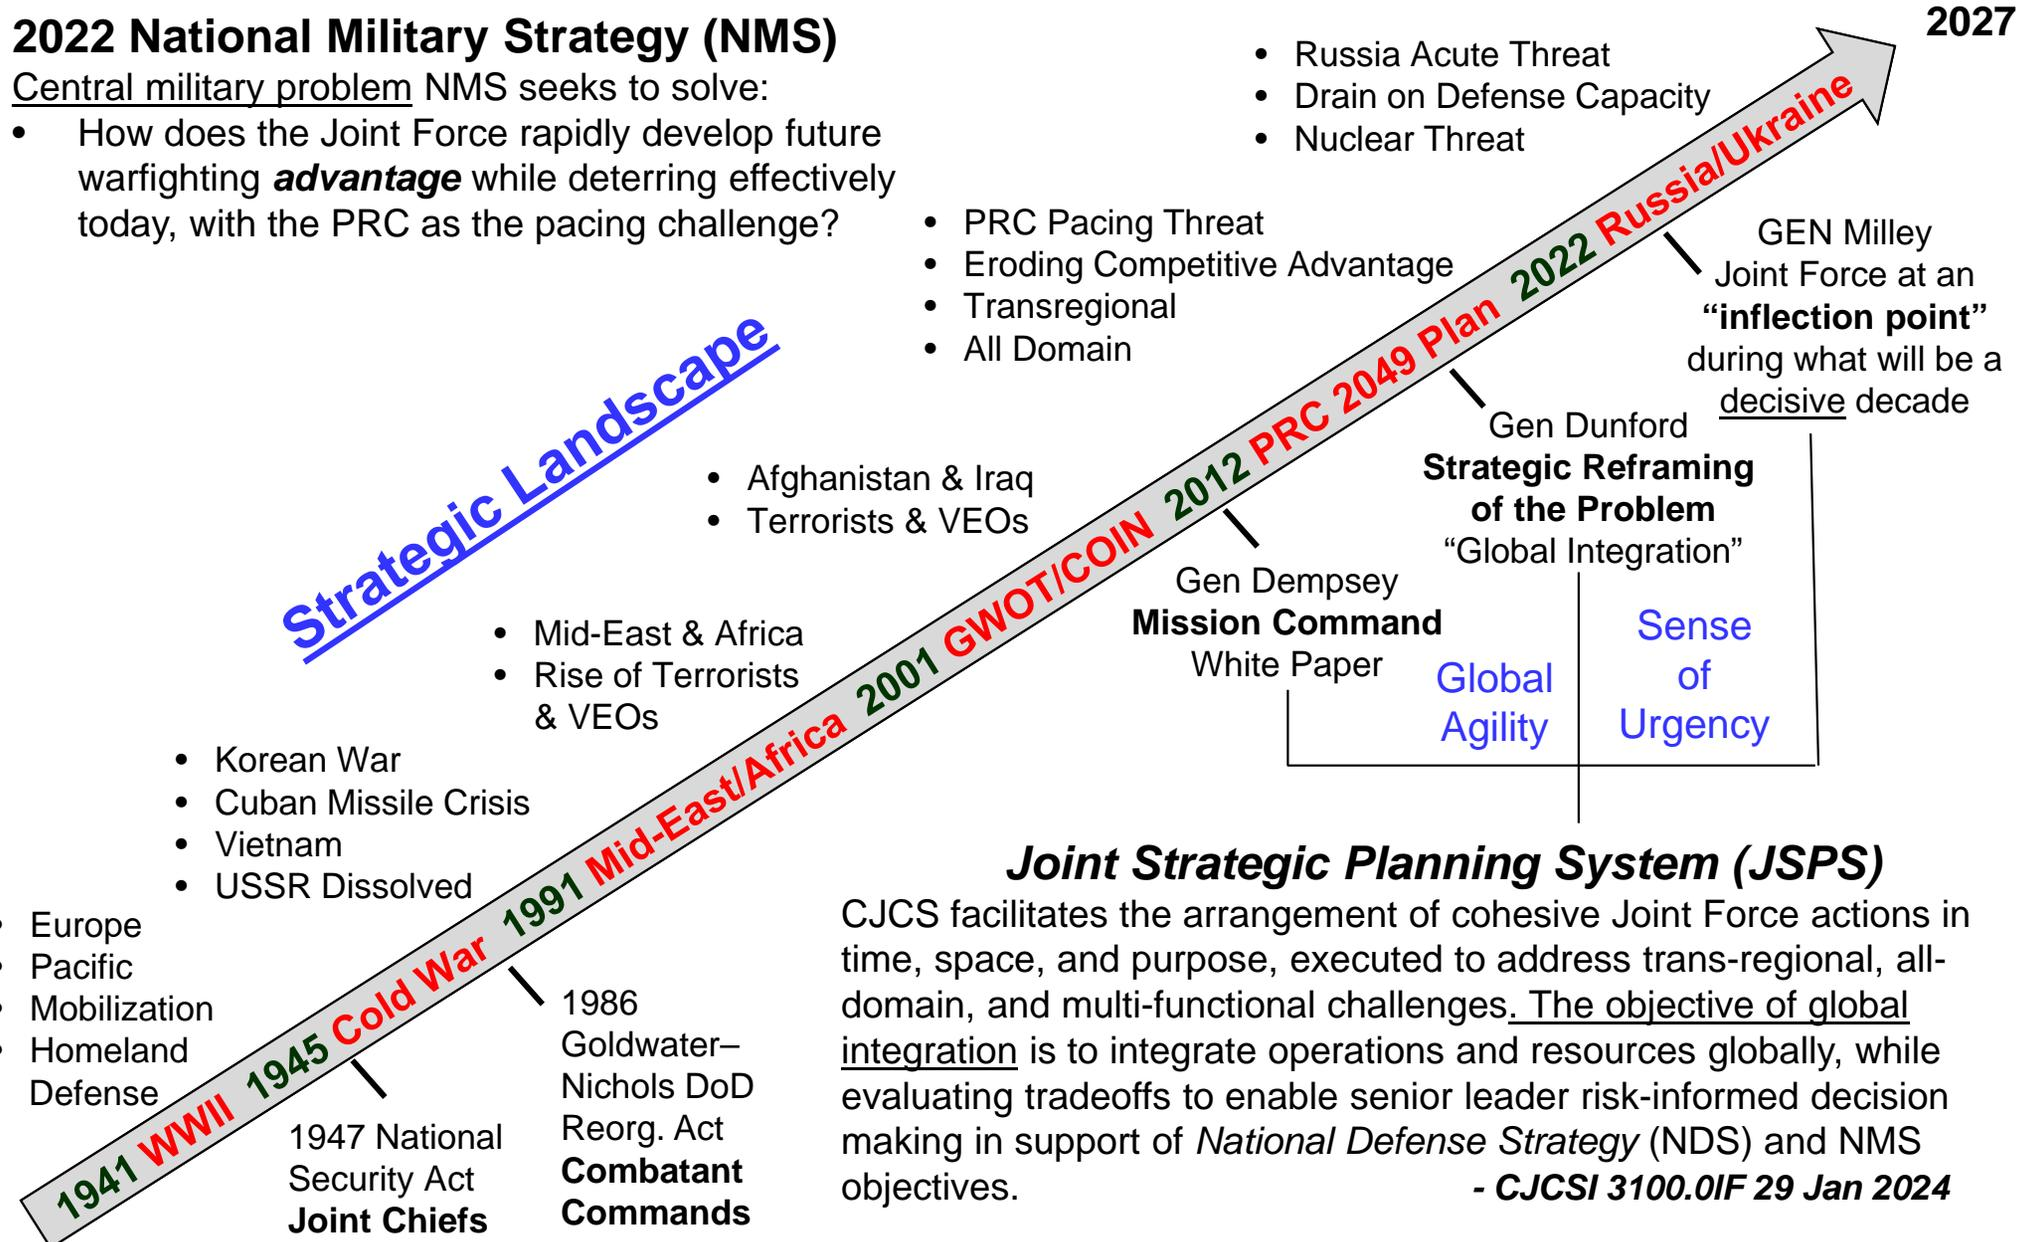 2022 National Military Strategy (NMS)
Central military problem NMS seeks to solve:
• How does the Joint Force rapidly develop future
warfighting advantage while deterring effectively
today, with the PRC as the pacing challenge?
2027
• Russia Acute Threat
• Drain on Defense Capacity
• Nuclear Threat
• PRC Pacing Threat
• Eroding Competitive Advantage
• Transregional
• All Domain
Strategic Landscape
• Afghanistan & Iraq
• Terrorists & VEOs
• Mid-East & Africa
• Rise of Terrorists
& VEOs
• Korean War
• Cuban Missile Crisis
• Vietnam
• USSR Dissolved
• Europe
• Pacific
• Mobilization
• Homeland
Defense
1941 WWII 1945 Cold War 1991 Mid-East/Africa 2001 GWOT/COIN 2012 PRC 2049 Plan 2022 Russia/Ukraine
1947 National
Security Act
Joint Chiefs
1986
Goldwater–
Nichols DoD
Reorg. Act
Combatant
Commands
Gen Dempsey
Mission Command
White Paper
Gen Dunford
Strategic Reframing
of the Problem
“Global Integration”
GEN Milley
Joint Force at an
“inflection point”
during what will be a
decisive decade
Global
Agility
Sense
of
Urgency
Joint Strategic Planning System (JSPS)
CJCS facilitates the arrangement of cohesive Joint Force actions in
time, space, and purpose, executed to address trans-regional, all-
domain, and multi-functional challenges. The objective of global
integration is to integrate operations and resources globally, while
evaluating tradeoffs to enable senior leader risk-informed decision
making in support of National Defense Strategy (NDS) and NMS
objectives.
- CJCSI 3100.0IF 29 Jan 2024